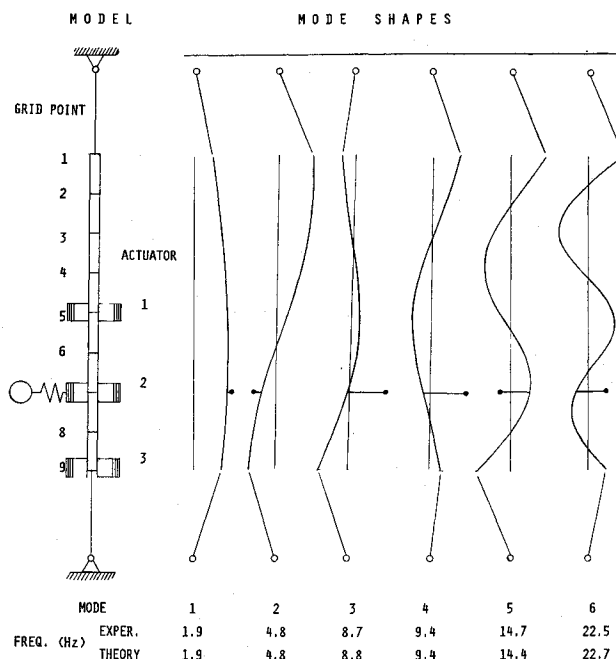 MODEL MODE SHAPES
GRID POINT
1
2
3
4
ACTUATOR
5 1
6
2
8
9 3
MODE 1 2 3 4 5 6
FREQ. (Hz) EXPER. 1.9 4.8 8.7 9.4 14.7 22.5
THEORY 1.9 4.8 8.8 9.4 14.4 22.7